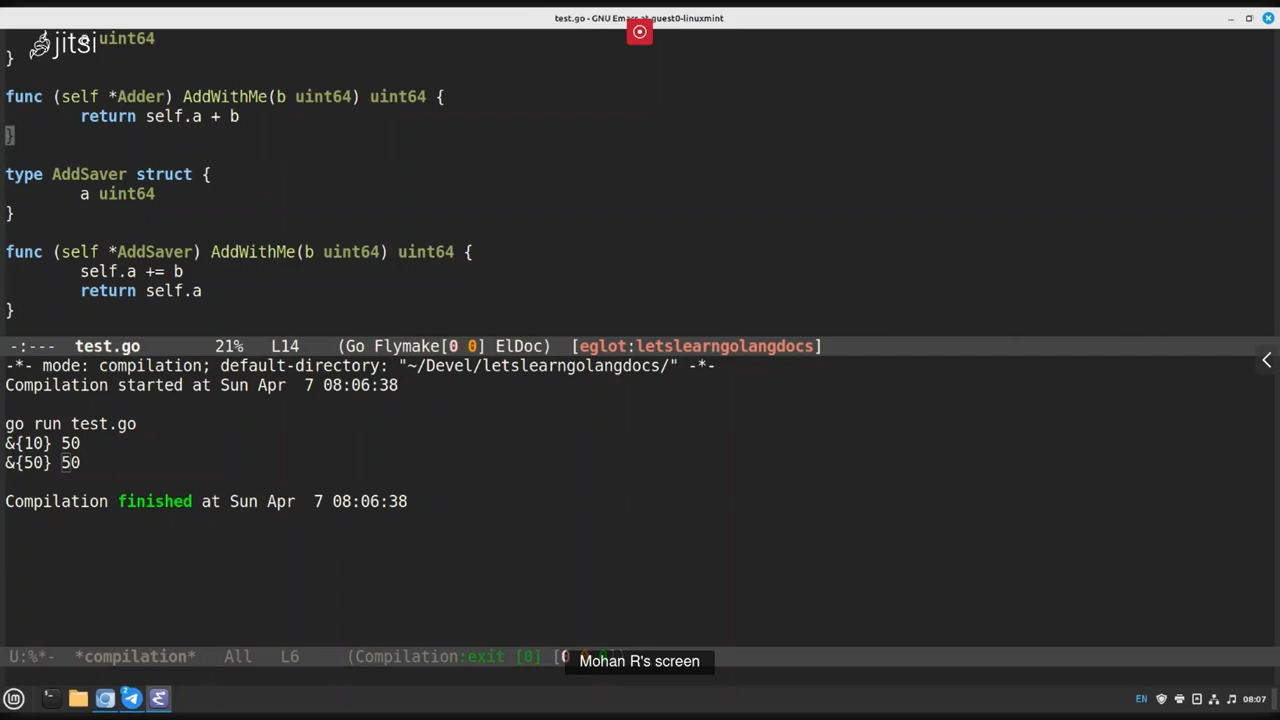 test.go - GNU Emacs at guest0-linuxmint
jitsi
a uint64
}
func (self *Adder) AddWithMe(b uint64) uint64 {
return self.a + b
}
type AddSaver struct {
a uint64
}
func (self *AddSaver) AddWithMe(b uint64) uint64 {
self.a += b
return self.a
}
-:--- test.go 21% L14 (Go Flymake[0 0] ElDoc) [eglot:letslearngolangdocs]
-*- mode: compilation; default-directory: "~/Devel/letslearngolangdocs/" -*-
Compilation started at Sun Apr 7 08:06:38
go run test.go
&{10} 50
&{50} 50
Compilation finished at Sun Apr 7 08:06:38
U:%*- *compilation* All L6 (Compilation:exit [0] [0
Mohan R's screen
EN 08:07